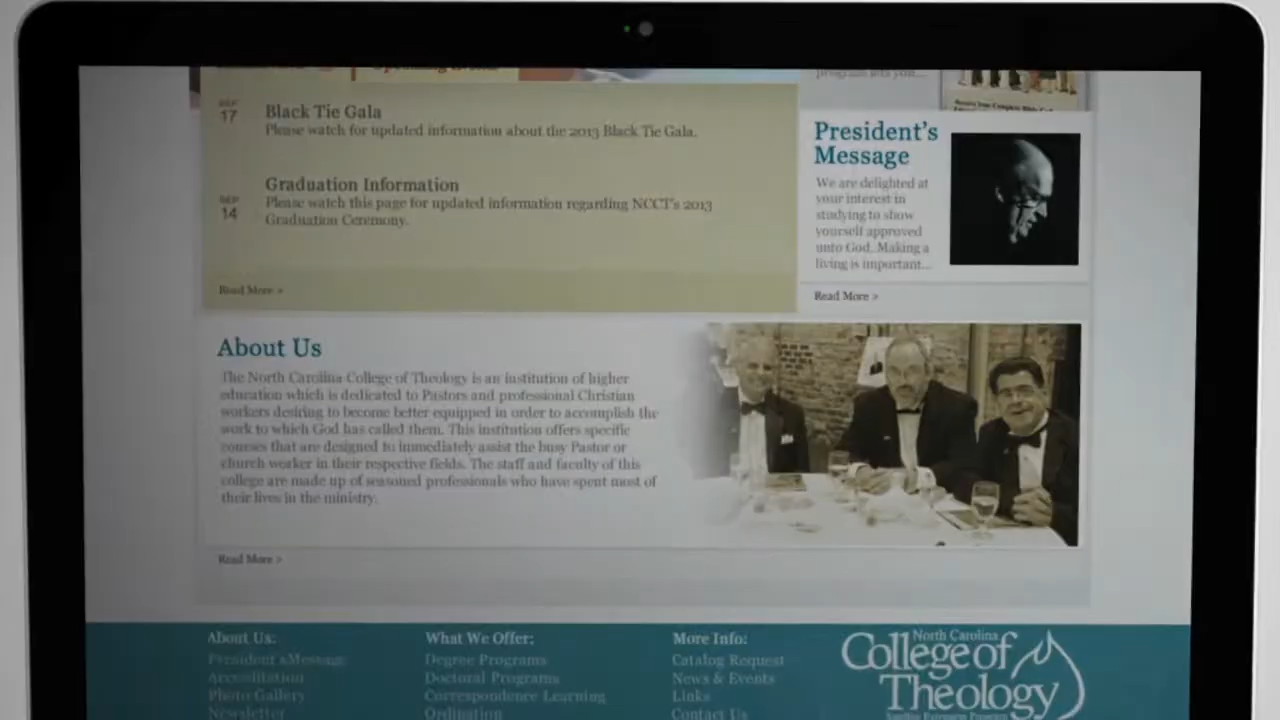 SEP
17
Black Tie Gala
Please watch for updated information about the 2013 Black Tie Gala.
SEP
14
Graduation Information
Please watch this page for updated information regarding NCCT's 2013
Graduation Ceremony.
Read More >
President's
Message
We are delighted at
your interest in
studying to show
yourself approved
unto God. Making a
living is important...
Read More >
About Us
The North Carolina College of Theology is an institution of higher
education which is dedicated to Pastors and professional Christian
workers desiring to become better equipped in order to accomplish the
work to which God has called them. This institution offers specific
courses that are designed to immediately assist the busy Pastor or
church worker in their respective fields. The staff and faculty of this
college are made up of seasoned professionals who have spent most of
their lives in the ministry.
Read More >
About Us:
President'sMessage
Accreditation
Photo Gallery
Newsletter
What We Offer:
Degree Programs
Doctoral Programs
Correspondence Learning
Ordination
More Info:
Catalog Request
News & Events
Links
Contact Us
North Carolina
College of
Theology